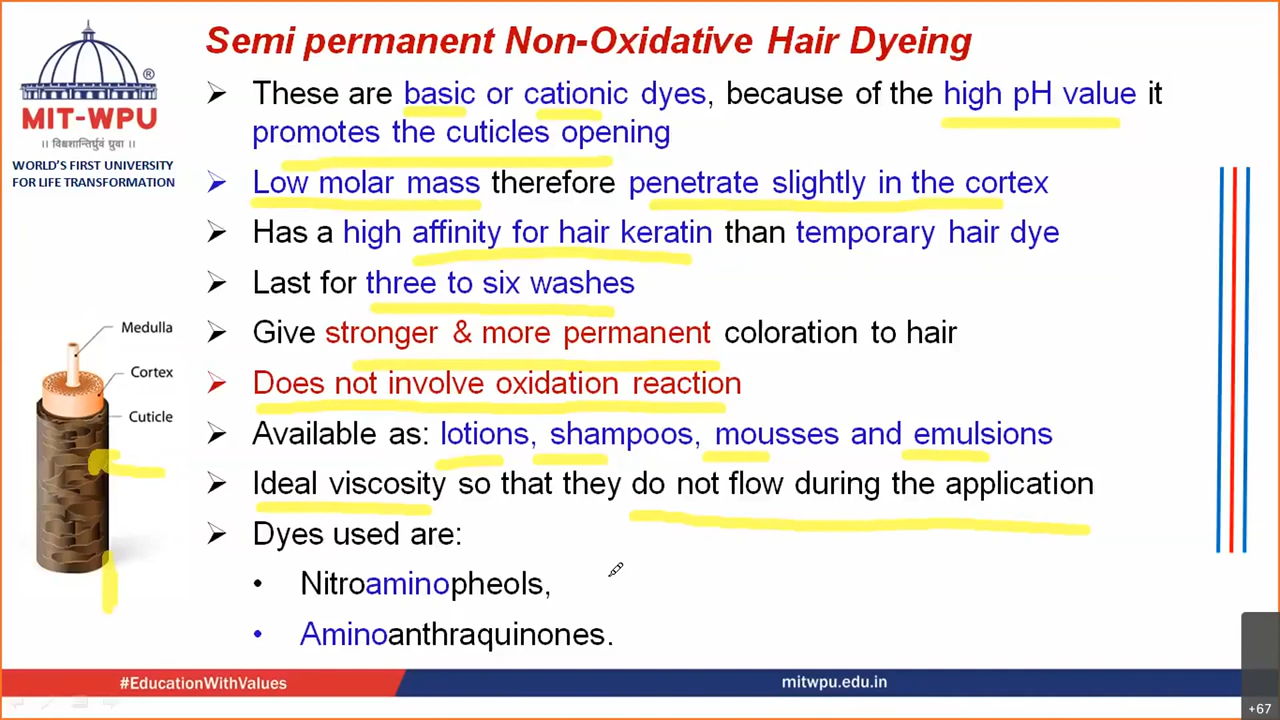 Semi permanent Non-Oxidative Hair Dyeing
®
MIT-WPU
|| विश्वशान्तिर्ध्रुवं ध्रुवा ||
WORLD'S FIRST UNIVERSITY
FOR LIFE TRANSFORMATION
➢ These are basic or cationic dyes, because of the high pH value it
promotes the cuticles opening
➢ Low molar mass therefore penetrate slightly in the cortex
➢ Has a high affinity for hair keratin than temporary hair dye
➢ Last for three to six washes
➢ Give stronger & more permanent coloration to hair
➢ Does not involve oxidation reaction
➢ Available as: lotions, shampoos, mousses and emulsions
➢ Ideal viscosity so that they do not flow during the application
➢ Dyes used are:
• Nitroaminopheols,
• Aminoanthraquinones.
Medulla
Cortex
Cuticle
#EducationWithValues
mitwpu.edu.in
+67